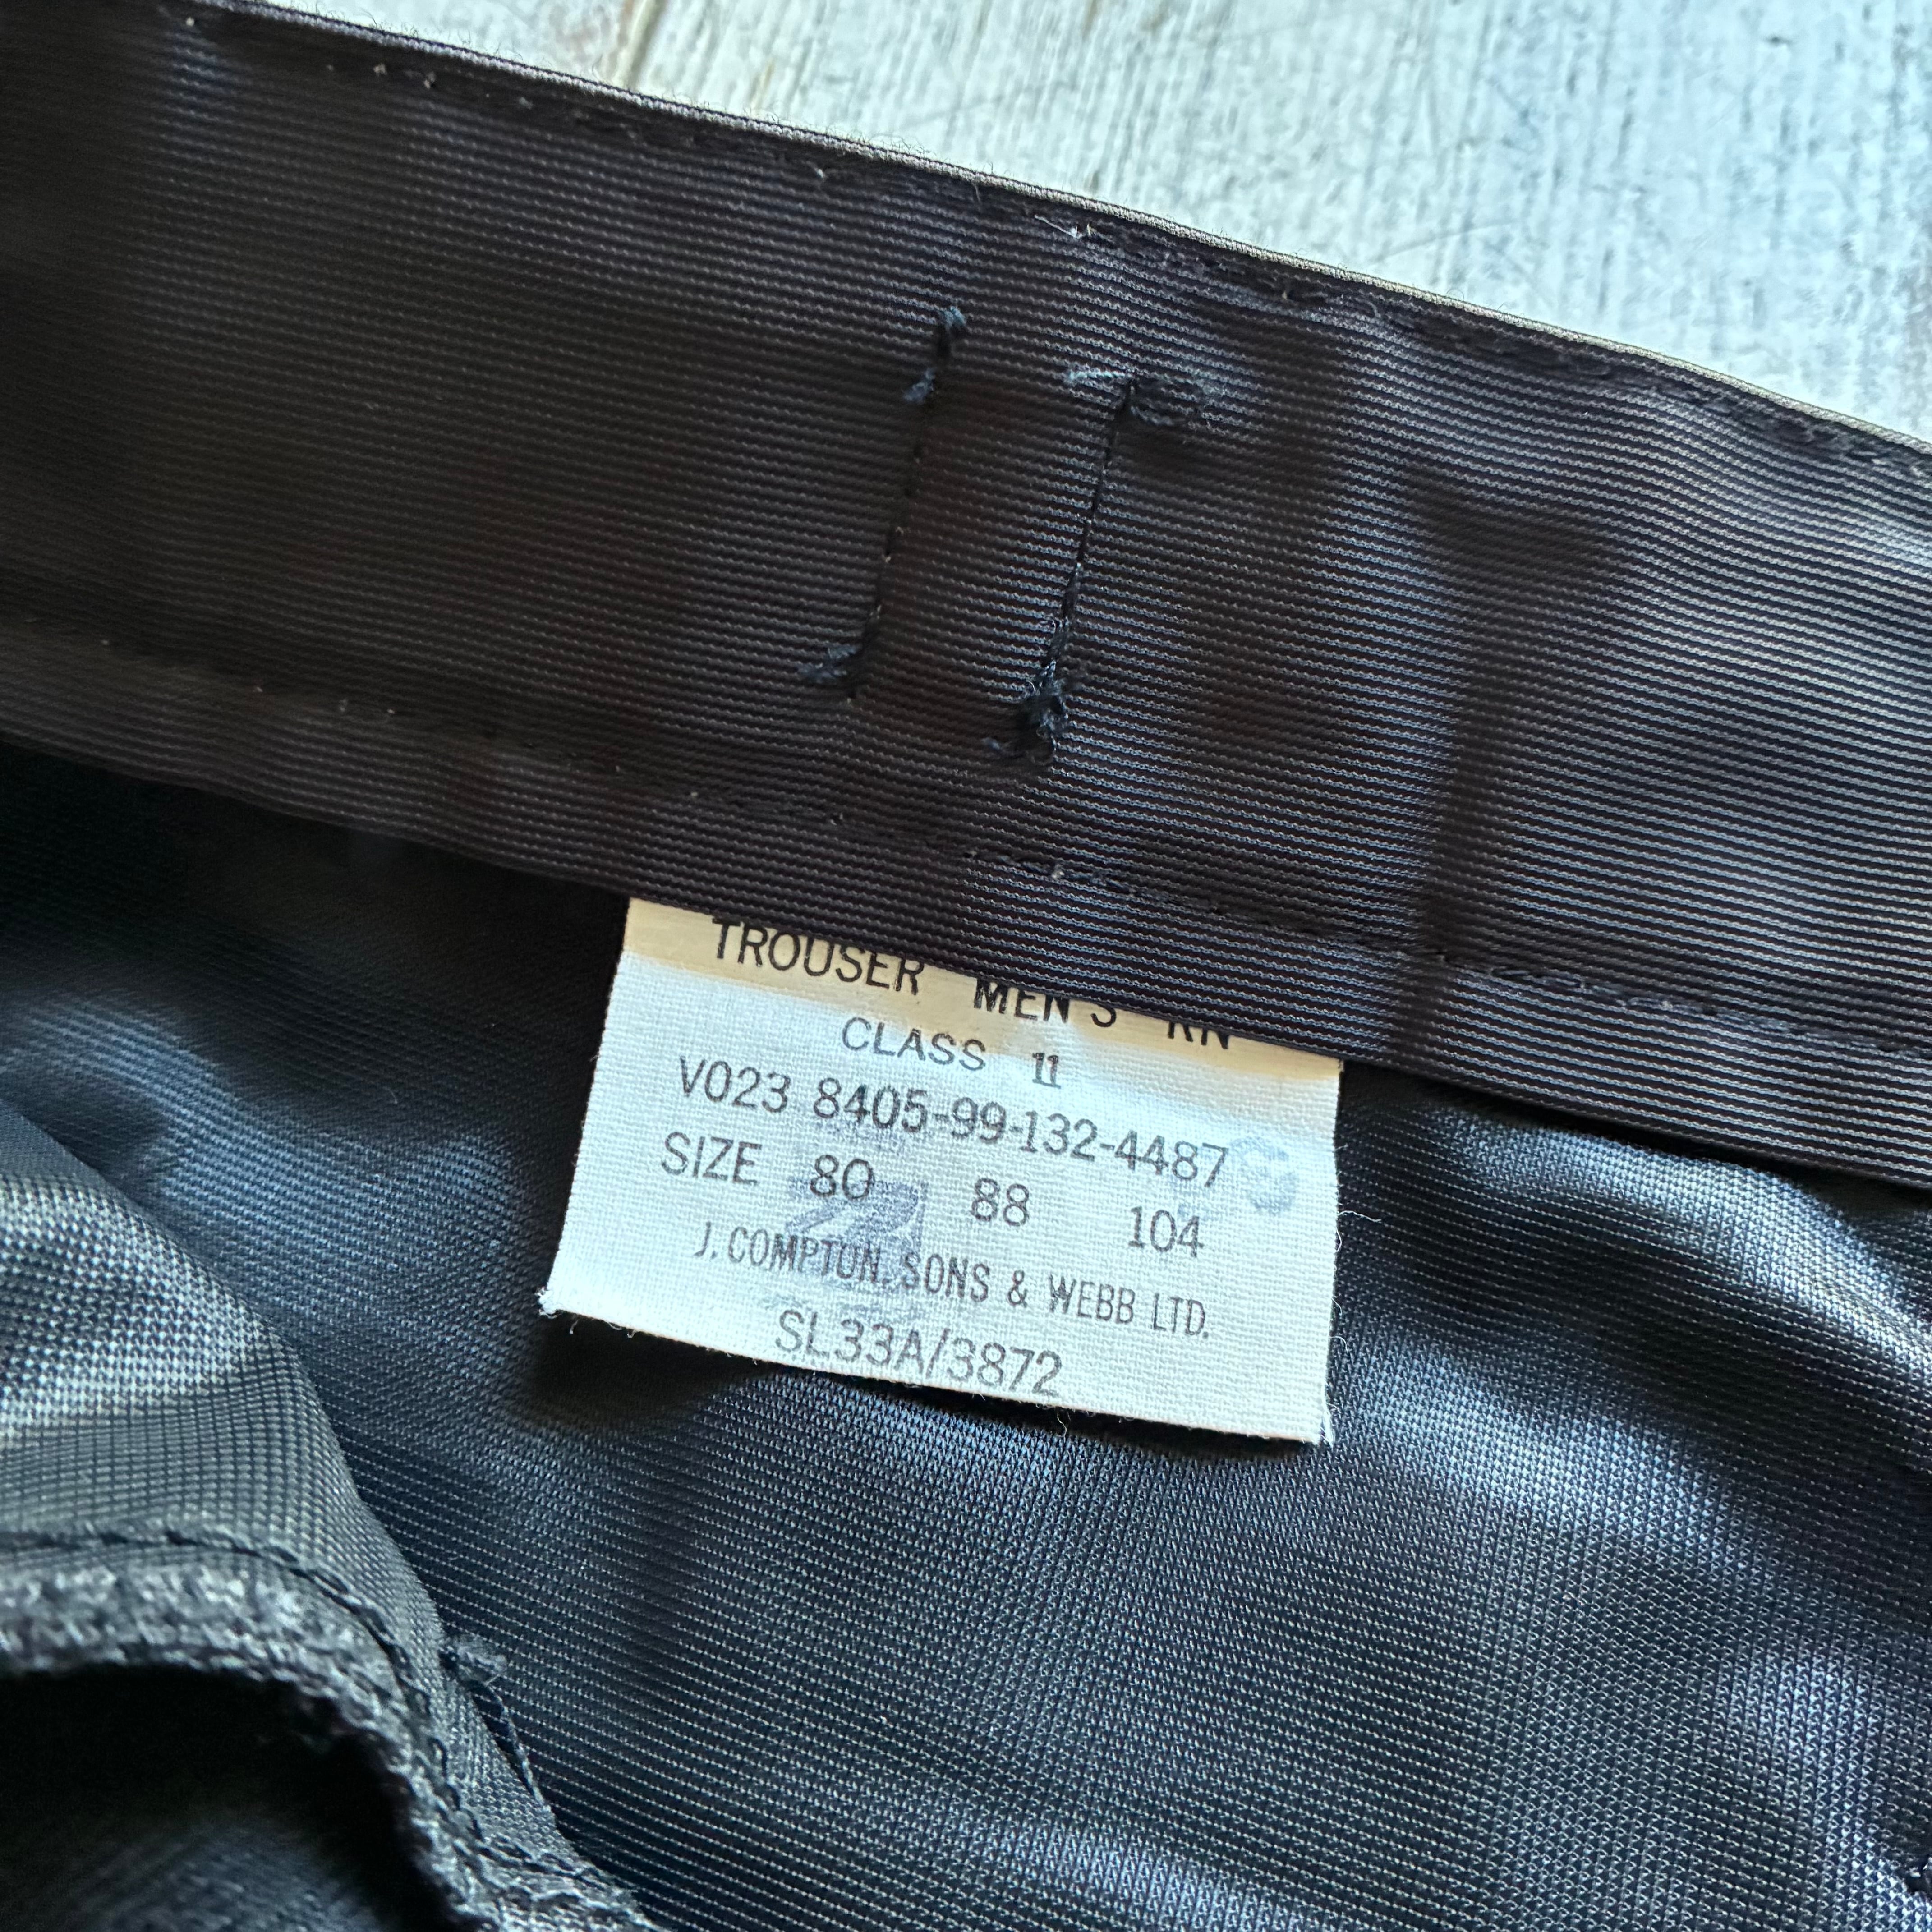 TROUSER MEN'S RN
CLASS 11
V023 8405-99-132-4487
SIZE 80 88 104
J. COMPTON, SONS & WEBB LTD.
SL33A/3872